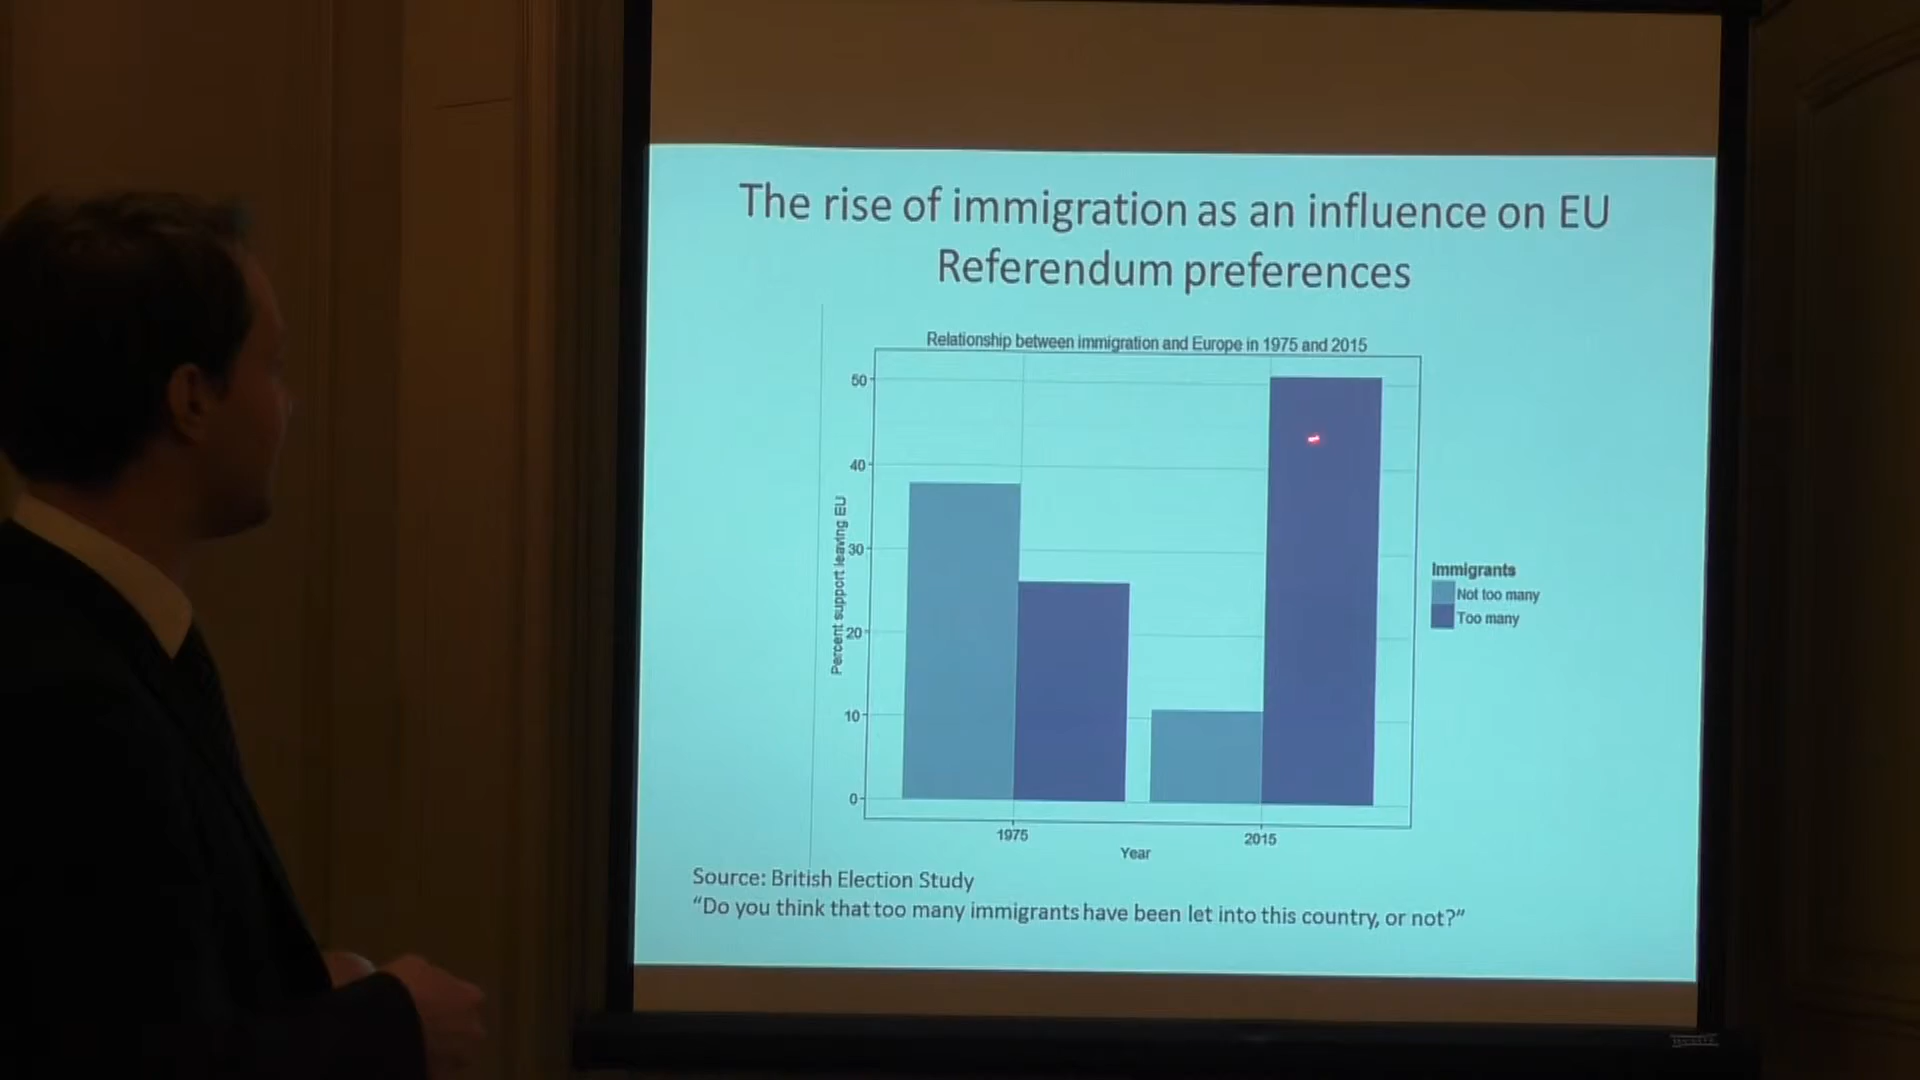 The rise of immigration as an influence on EU
Referendum preferences
Relationship between immigration and Europe in 1975 and 2015
50
40
30
20
10
0
Percent support leaving EU
1975
2015
Year
Immigrants
Not too many
Too many
Source: British Election Study
“Do you think that too many immigrants have been let into this country, or not?”